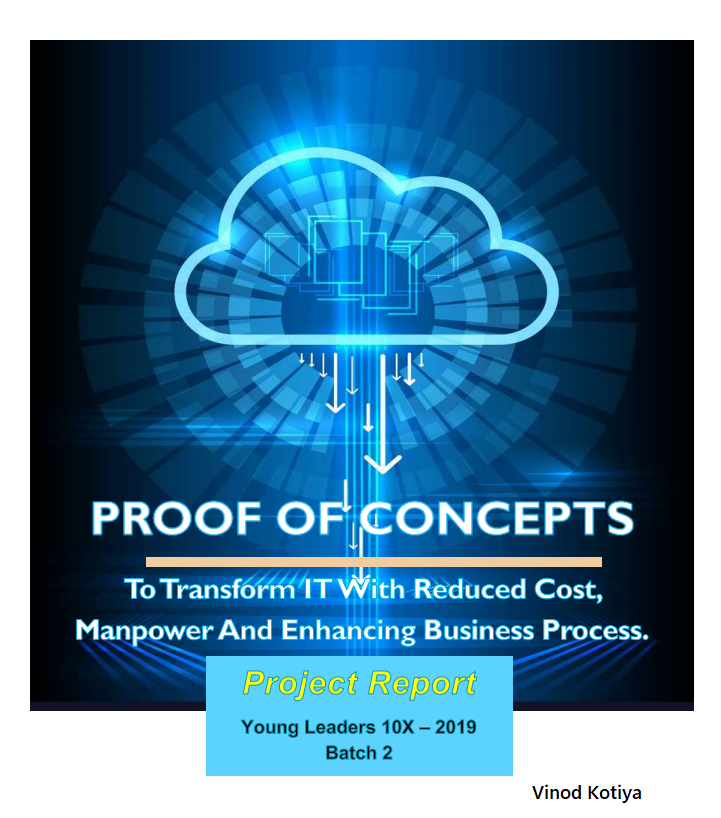 PROOF OF CONCEPTS
To Transform IT With Reduced Cost,
Manpower And Enhancing Business Process.
Project Report
Young Leaders 10X – 2019
Batch 2
Vinod Kotiya